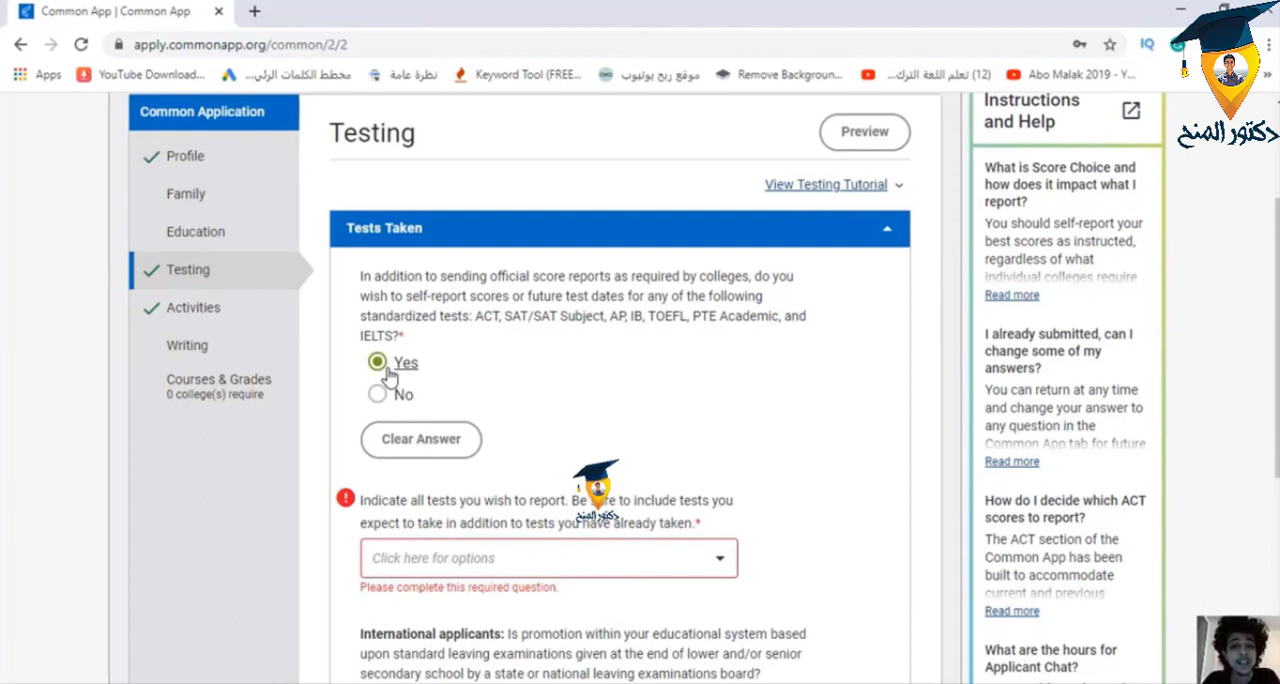 Common App | Common App
apply.commonapp.org/common/2/2
Apps YouTube Download... مخطط الكلمات الرئي... نظرة عامة Keyword Tool (FREE... موقع ربح يوتيوب Remove Backgroun... (12) تعلم اللغة الترك... Abo Malak 2019 - Y...
دكتور المنح
Common Application
Profile
Family
Education
Testing
Activities
Writing
Courses & Grades
0 college(s) require
Testing
Preview
View Testing Tutorial
Tests Taken
In addition to sending official score reports as required by colleges, do you
wish to self-report scores or future test dates for any of the following
standardized tests: ACT, SAT/SAT Subject, AP, IB, TOEFL, PTE Academic, and
IELTS?*
Yes
No
Clear Answer
Indicate all tests you wish to report. Be sure to include tests you
expect to take in addition to tests you have already taken.*
دكتور المنح
Click here for options
Please complete this required question.
International applicants: Is promotion within your educational system based
upon standard leaving examinations given at the end of lower and/or senior
secondary school by a state or national leaving examinations board?
Instructions
and Help
What is Score Choice and
how does it impact what I
report?
You should self-report your
best scores as instructed,
regardless of what
individual colleges require
Read more
I already submitted, can I
change some of my
answers?
You can return at any time
and change your answer to
any question in the
Common App tab for future
Read more
How do I decide which ACT
scores to report?
The ACT section of the
Common App has been
built to accommodate
current and previous
Read more
What are the hours for
Applicant Chat?